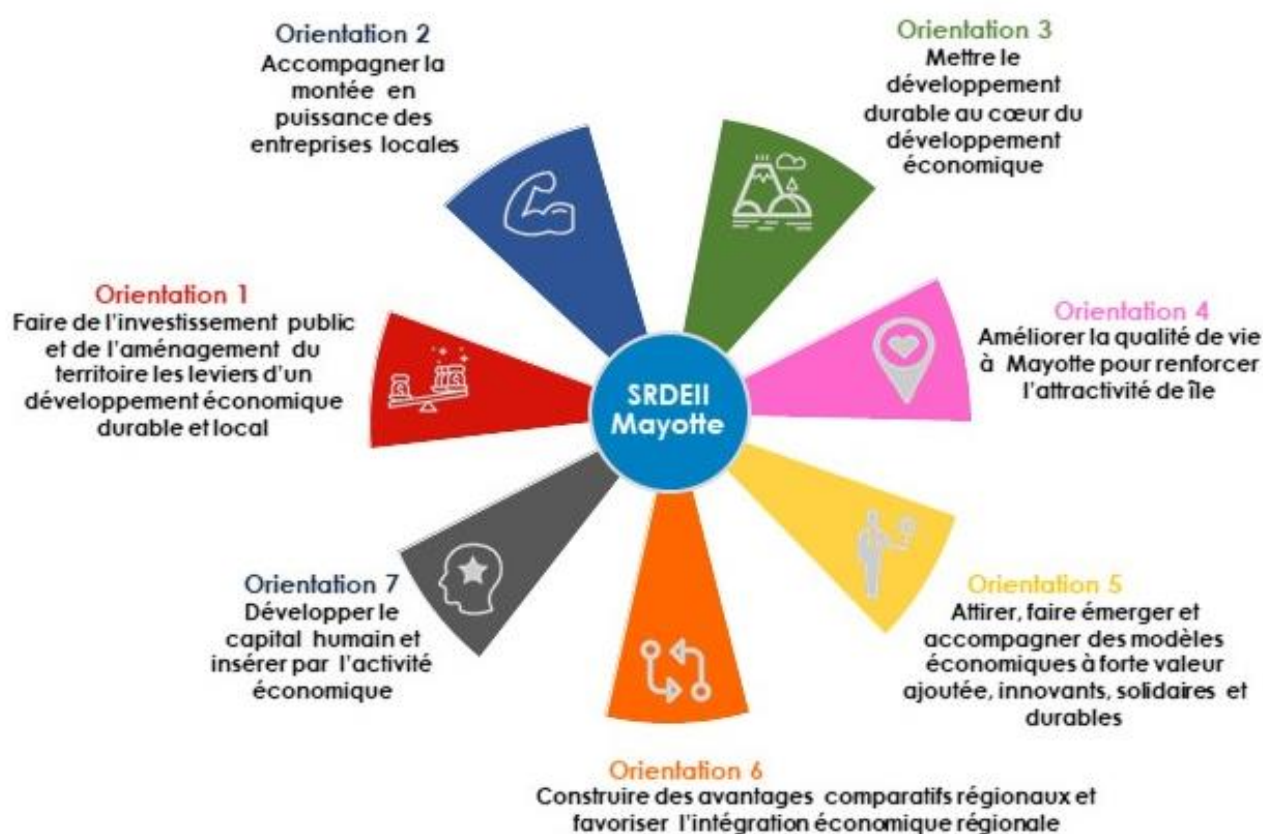 Orientation 1
Faire de l'investissement public
et de l'aménagement du
territoire les leviers d'un
développement économique
durable et local
Orientation 2
Accompagner la
montée en
puissance des
entreprises locales
Orientation 3
Mettre le
développement
durable au cœur du
développement
économique
Orientation 4
Améliorer la qualité de vie
à Mayotte pour renforcer
l'attractivité de île
Orientation 5
Attirer, faire émerger et
accompagner des modèles
économiques à forte valeur
ajoutée, innovants, solidaires et
durables
Orientation 6
Construire des avantages comparatifs régionaux et
favoriser l'intégration économique régionale
Orientation 7
Développer le
capital humain et
insérer par l'activité
économique
SRDEII
Mayotte